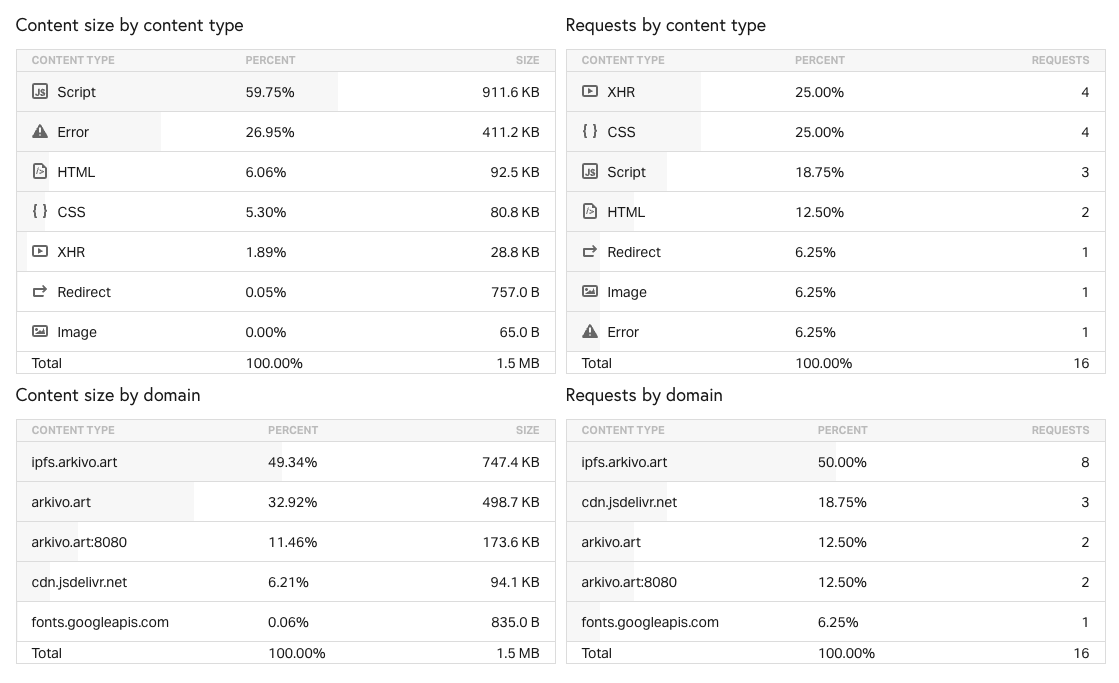 Content size by content type
CONTENT TYPE PERCENT SIZE
Script 59.75% 911.6 KB
Error 26.95% 411.2 KB
HTML 6.06% 92.5 KB
CSS 5.30% 80.8 KB
XHR 1.89% 28.8 KB
Redirect 0.05% 757.0 B
Image 0.00% 65.0 B
Total 100.00% 1.5 MB
Requests by content type
CONTENT TYPE PERCENT REQUESTS
XHR 25.00% 4
CSS 25.00% 4
Script 18.75% 3
HTML 12.50% 2
Redirect 6.25% 1
Image 6.25% 1
Error 6.25% 1
Total 100.00% 16
Content size by domain
CONTENT TYPE PERCENT SIZE
ipfs.arkivo.art 49.34% 747.4 KB
arkivo.art 32.92% 498.7 KB
arkivo.art:8080 11.46% 173.6 KB
cdn.jsdelivr.net 6.21% 94.1 KB
fonts.googleapis.com 0.06% 835.0 B
Total 100.00% 1.5 MB
Requests by domain
CONTENT TYPE PERCENT REQUESTS
ipfs.arkivo.art 50.00% 8
cdn.jsdelivr.net 18.75% 3
arkivo.art 12.50% 2
arkivo.art:8080 12.50% 2
fonts.googleapis.com 6.25% 1
Total 100.00% 16